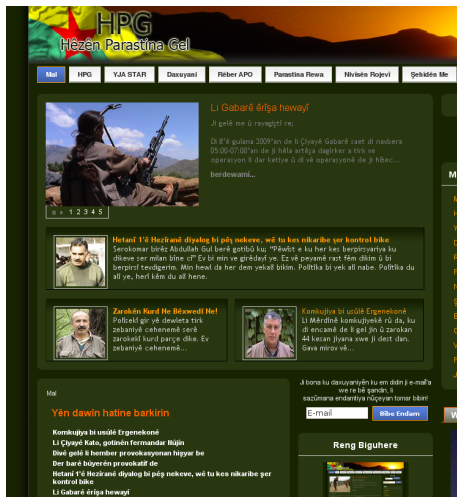 HPG
Hêzên Parastina Gel
Mal HPG YJA STAR Daxuyanî Rêber APO Parastina Rewa Nivîsên Rojevî Şehîdên Me
Li Gabarê êrîşa hewayî
Ji gelê me û rayagiştî re;
Di 8'ê gulana 2009'an de li Çiyayê Gabarê saet di navbera
05:00-07:00'an de ji hêla artêşa dagirker a tirk ve
operasyon li dar ketiye û di vê operasyonê de ji hêz...
berdewami...
1 2 3 4 5
Hetanî 1'ê Hezîranê diyalog bi pêş nekeve, wê tu kes nikaribe şer kontrol bike
Serokomar birêz Abdullah Gul berê gotibû ku; "Pêwîst e ku her kes berpirsyariya ku
dikeve ser milan bîne cî" Ev bi min ve girêdayî ye. Ez vê peyamê rast fêm dikim û bi
berpirsî tevdigerim. Min hewl da her dem yekalî bikim. Polîtîka bi yek alî nabe. Polîtîka du
alî ye, herî kêm du alî hene.
Zarokên Kurd Ne Bêxwedî Ne!
Polîsekî gir yê dewleta tirk
zebaniyê cehenemê serê
zarokekî kurd parçe dike. Ev
zebaniyê cehenemê...
Komkujiya bi usûlê Ergenekonê
Li Mêrdînê komkujiyekê rû da, ku
di encamê de li gel jin û zarokan
44 kesan jiyana xwe ji dest dan.
Gava mirov vê...
Mal
Yên dawîn hatine barkirin
Komkujiya bi usûlê Ergenekonê
Li Çiyayê Kato, gotinên fermandar Nûjîn
Divê gelê li hember provokasyonan hişyar be
Der barê bûyerên provokatîf de
Hetanî 1'ê Hezîranê diyalog bi pêş nekeve, wê tu kes nikaribe şer
kontrol bike
Li Gabarê êrîşa hewayî
Ji bona ku daxuyaniyên ku em didin ji e-mail'a
we re bê şandin, li
sazûmana endamtiya nûçeyan tomar bibin!
E-mail Bibe Endam
Reng Biguhere